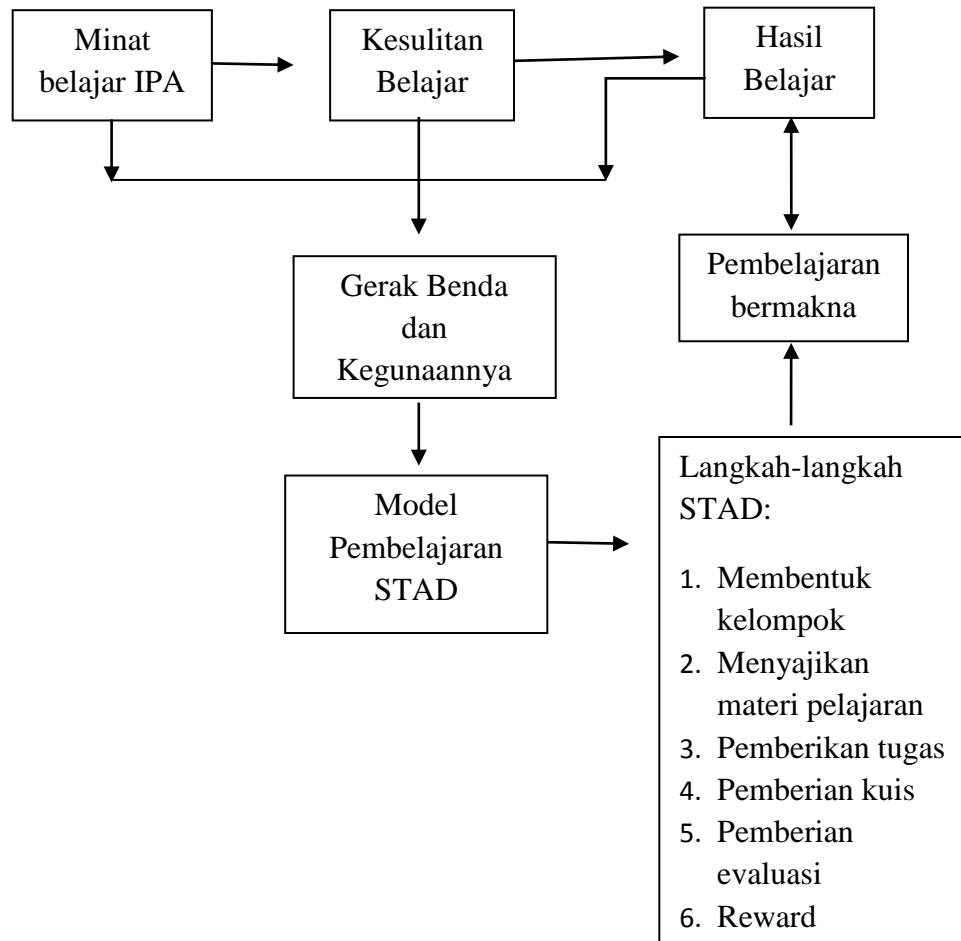 Minat
belajar IPA
Kesulitan
Belajar
Hasil
Belajar
Gerak Benda
dan
Kegunaannya
Pembelajaran
bermakna
Model
Pembelajaran
STAD
Langkah-langkah
STAD:
1. Membentuk
kelompok
2. Menyajikan
materi pelajaran
3. Pemberikan tugas
4. Pemberian kuis
5. Pemberian
evaluasi
6. Reward